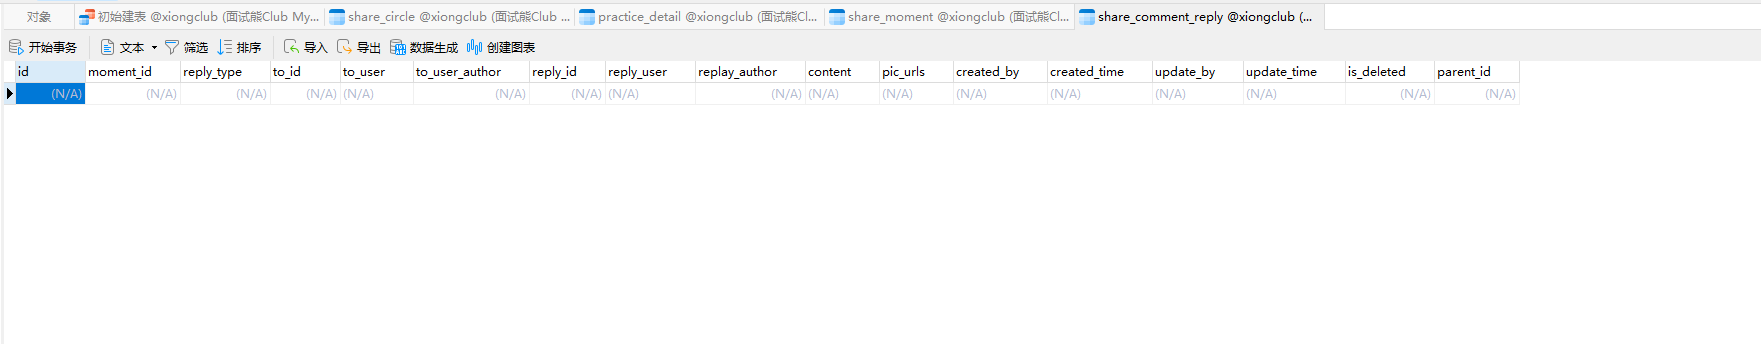 对象 初始建表 @xiongclub (面试熊Club My... share_circle @xiongclub (面试熊Club ... practice_detail @xiongclub (面试熊Cl... share_moment @xiongclub (面试熊Cl... share_comment_reply @xiongclub (...
开始事务 文本 筛选 排序 导入 导出 数据生成 创建图表
id moment_id reply_type to_id to_user to_user_author reply_id reply_user replay_author content pic_urls created_by created_time update_by update_time is_deleted parent_id
(N/A) (N/A) (N/A) (N/A) (N/A) (N/A) (N/A) (N/A) (N/A) (N/A) (N/A) (N/A) (N/A) (N/A) (N/A) (N/A) (N/A)